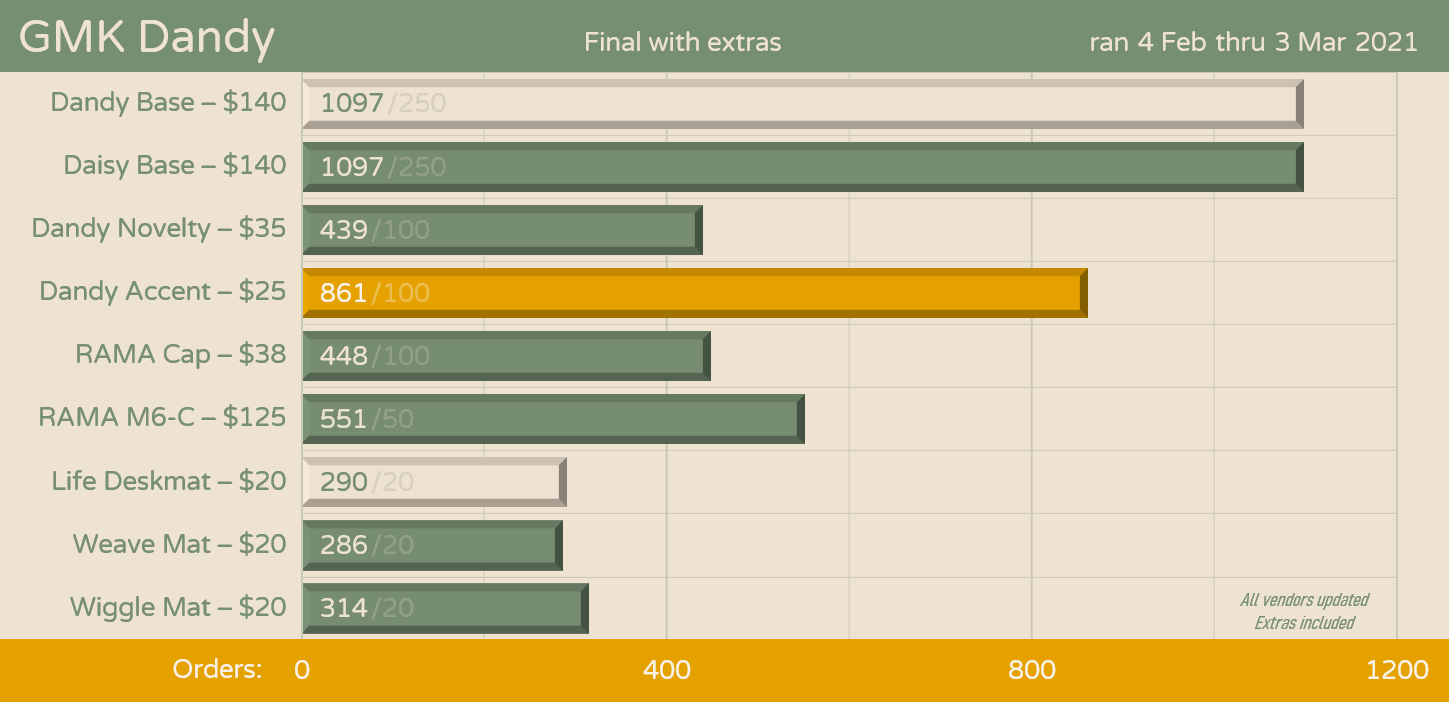 GMK Dandy
Final with extras
ran 4 Feb thru 3 Mar 2021
Dandy Base – $140
1097/250
Daisy Base – $140
1097/250
Dandy Novelty – $35
439/100
Dandy Accent – $25
861/100
RAMA Cap – $38
448/100
RAMA M6-C – $125
551/50
Life Deskmat – $20
290/20
Weave Mat – $20
286/20
Wiggle Mat – $20
314/20
All vendors updated
Extras included
Orders: 0 400 800 1200